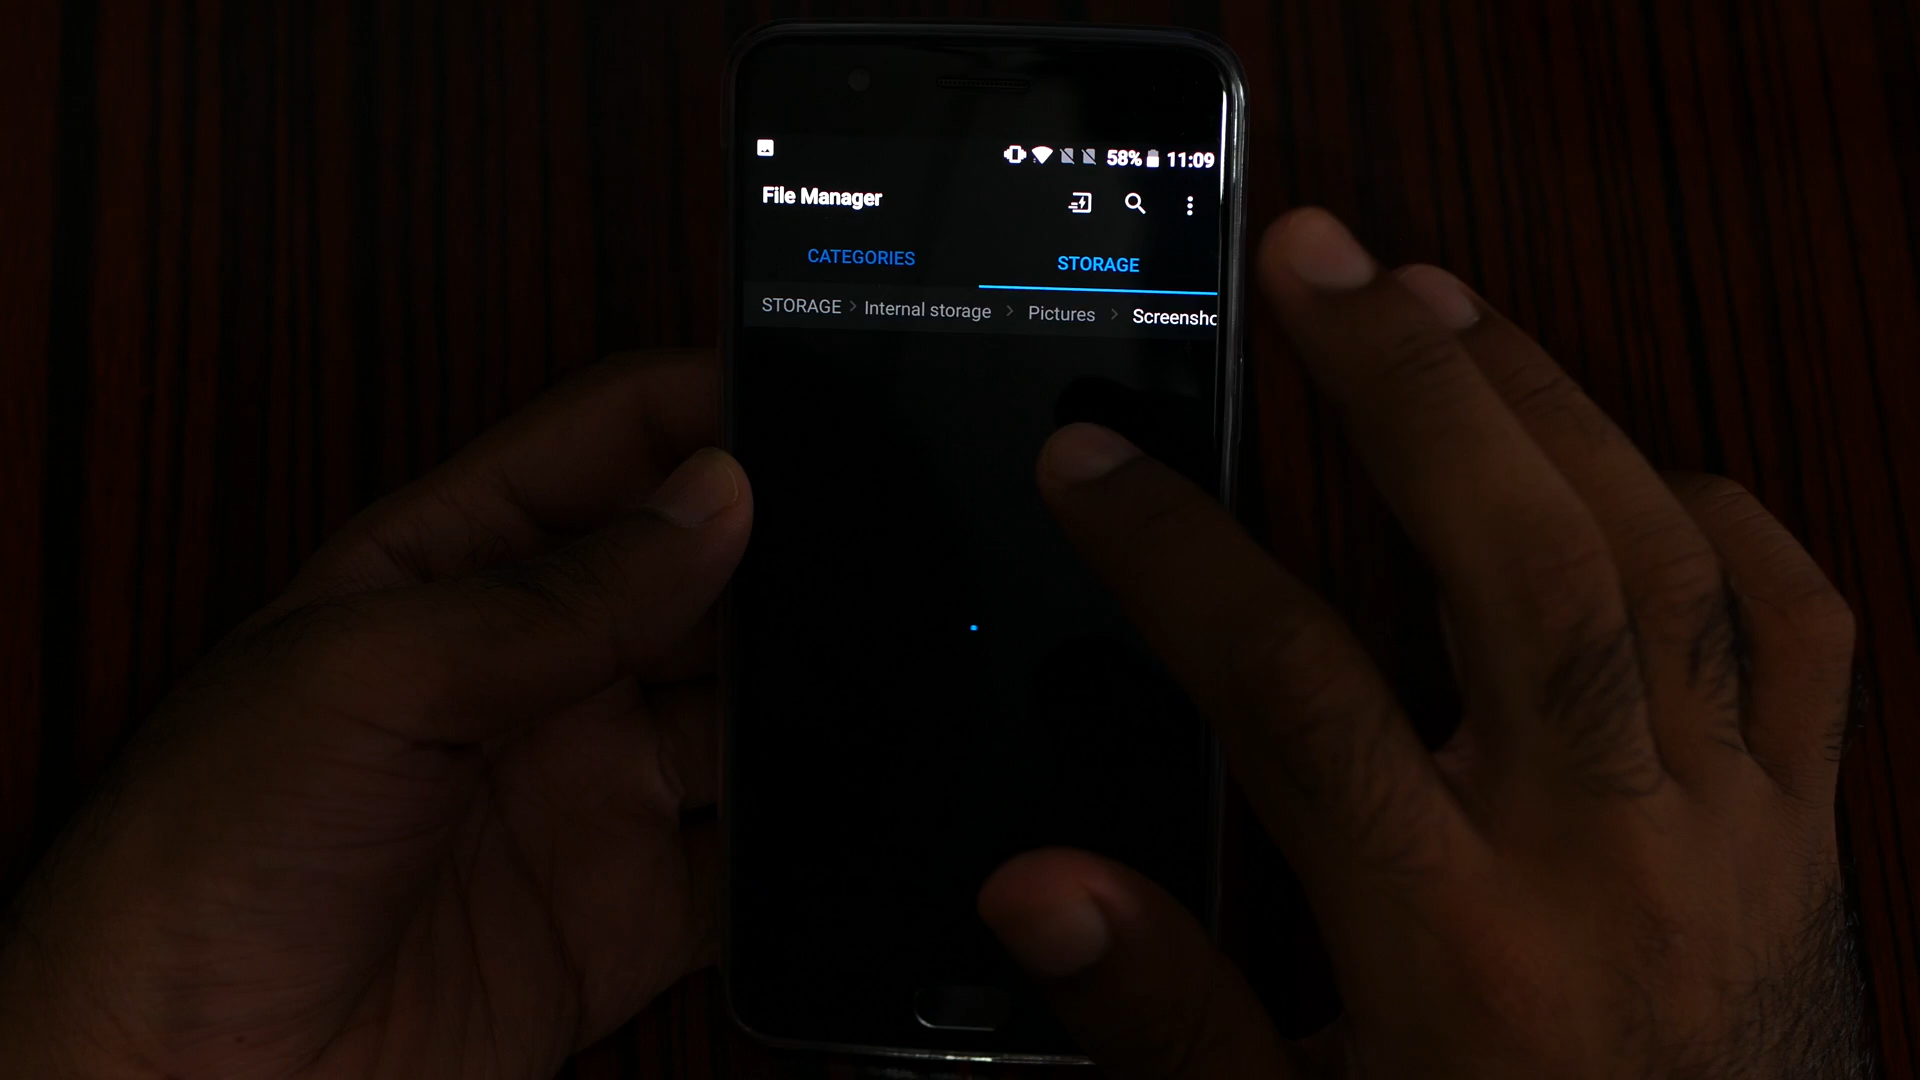 58% 11:09
File Manager
CATEGORIES STORAGE
STORAGE > Internal storage > Pictures > Screensho